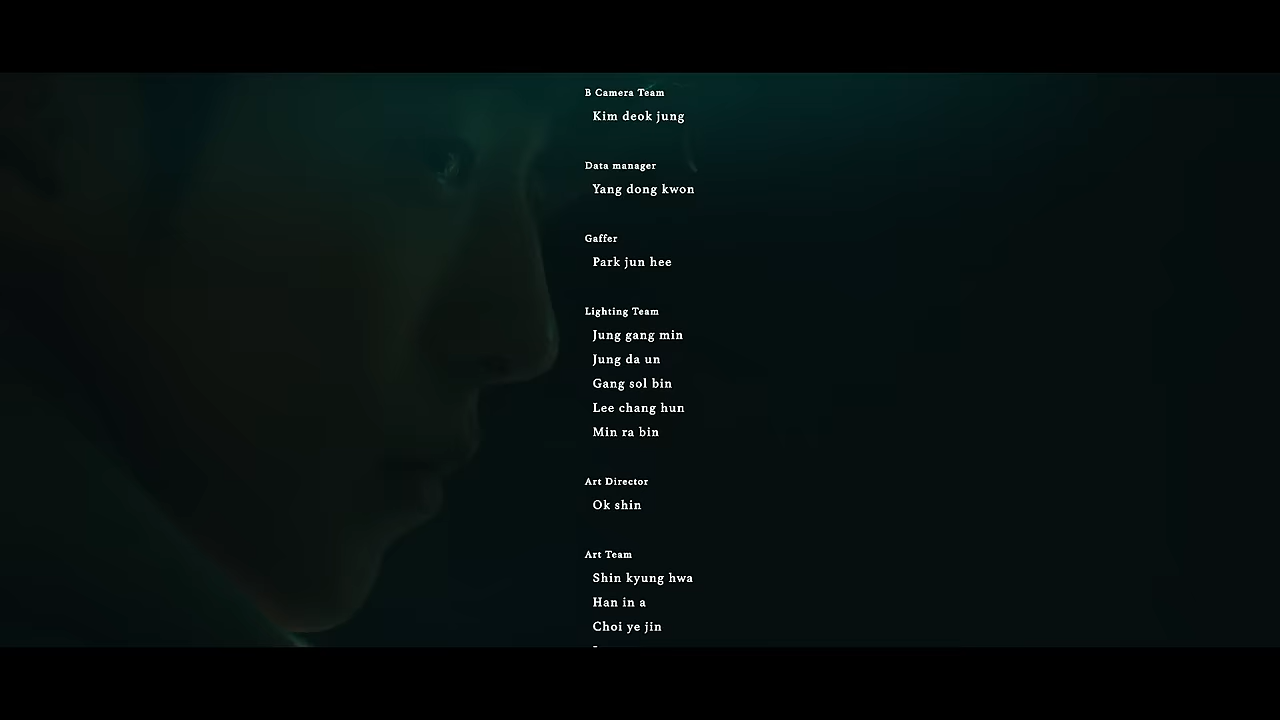 B Camera Team
Kim deok jung
Data manager
Yang dong kwon
Gaffer
Park jun hee
Lighting Team
Jung gang min
Jung da un
Gang sol bin
Lee chang hun
Min ra bin
Art Director
Ok shin
Art Team
Shin kyung hwa
Han in a
Choi ye jin